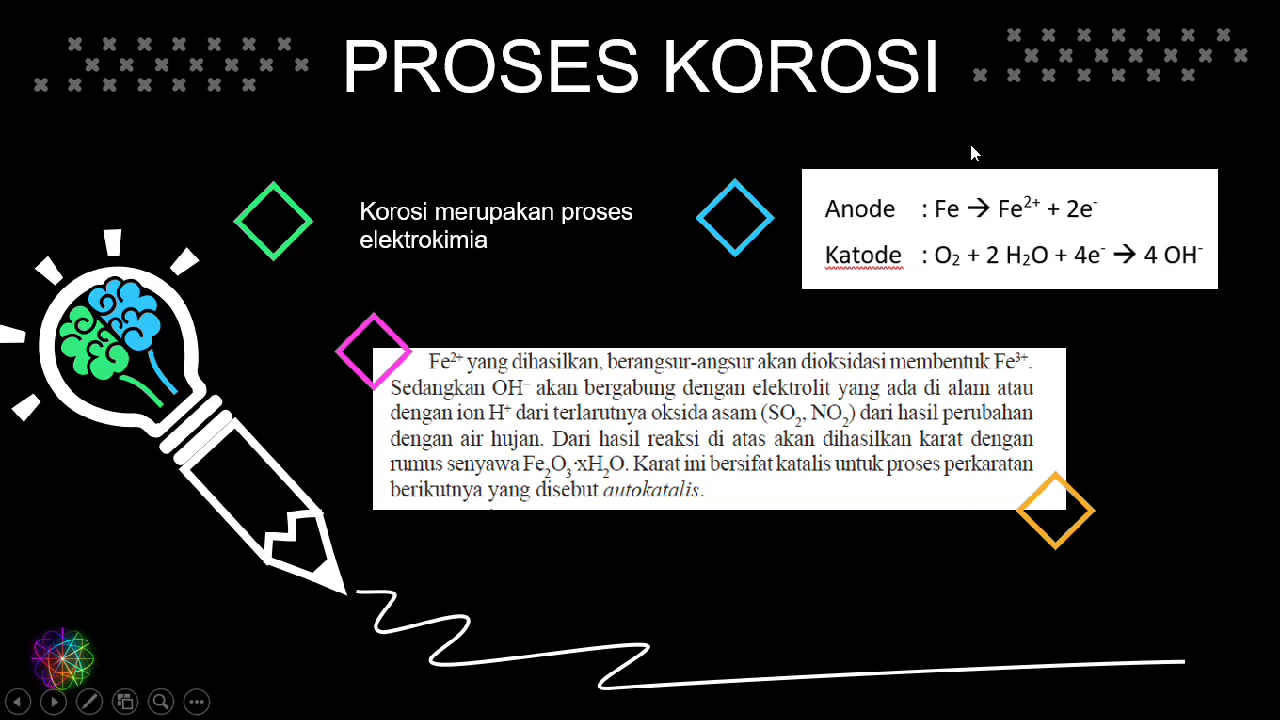 PROSES KOROSI
Korosi merupakan proses
elektrokimia
Anode : Fe → Fe²⁺ + 2e⁻
Katode : O₂ + 2 H₂O + 4e⁻ → 4 OH⁻
Fe²⁺ yang dihasilkan, berangsur-angsur akan dioksidasi membentuk Fe³⁺.
Sedangkan OH⁻ akan bergabung dengan elektrolit yang ada di alam atau
dengan ion H⁺ dari terlarutnya oksida asam (SO₂, NO₂) dari hasil perubahan
dengan air hujan. Dari hasil reaksi di atas akan dihasilkan karat dengan
rumus senyawa Fe₂O₃·xH₂O. Karat ini bersifat katalis untuk proses perkaratan
berikutnya yang disebut autokatalis.